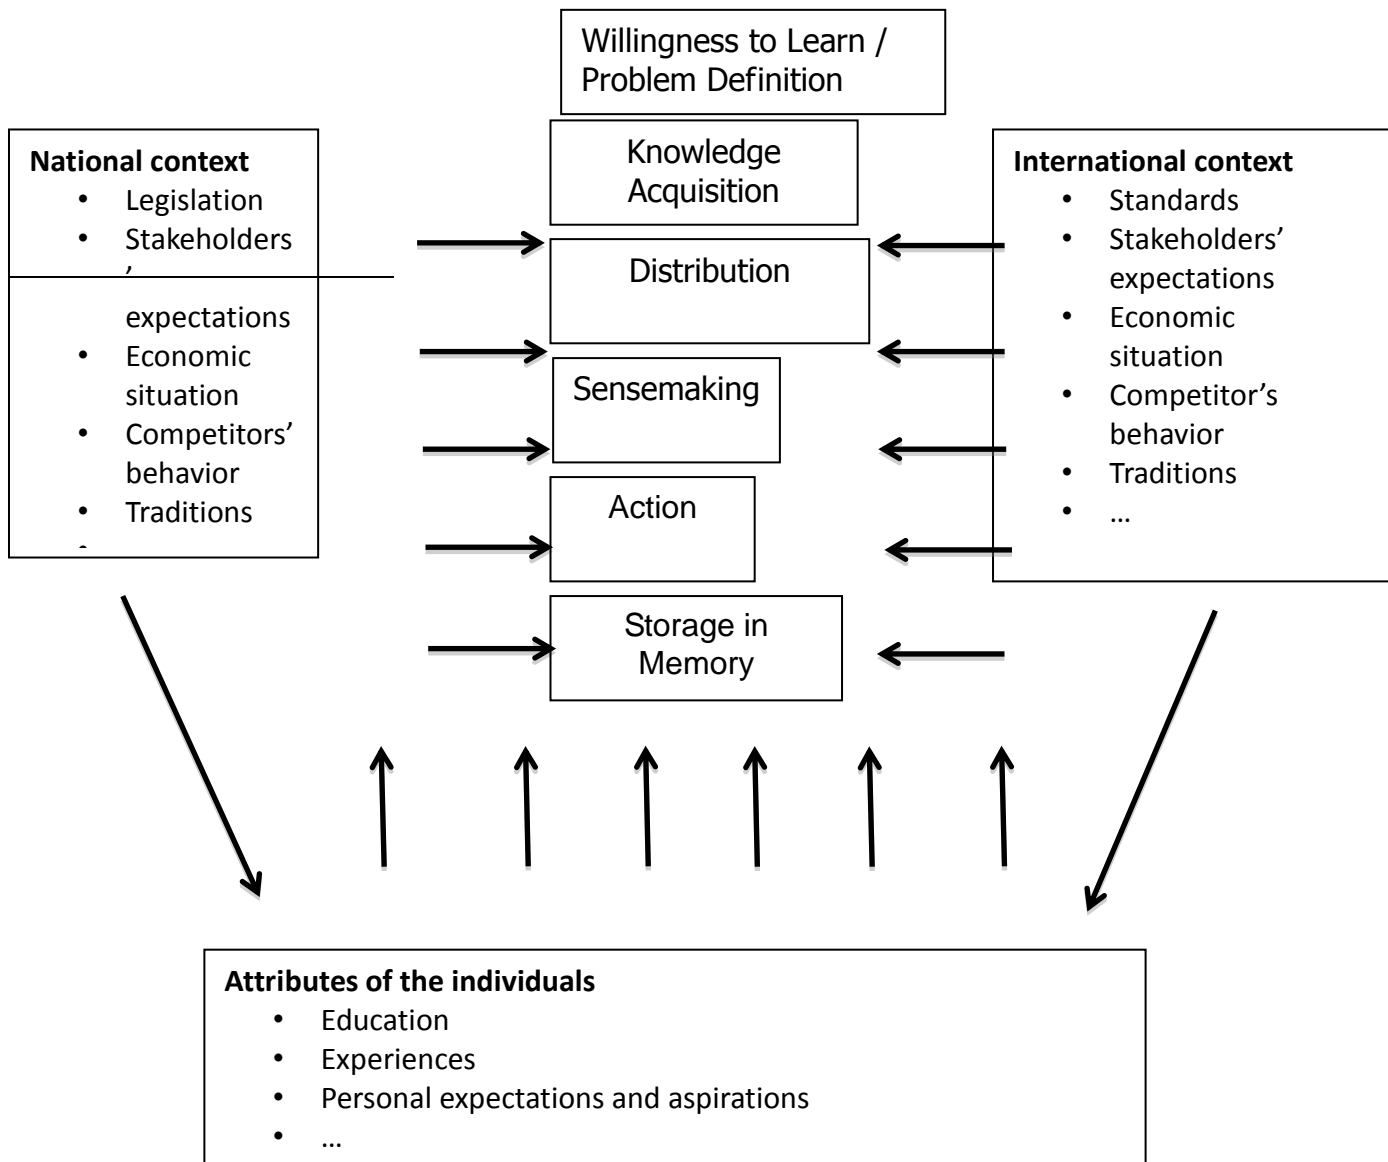 Willingness to Learn /
Problem Definition
National context
• Legislation
• Stakeholders
’
expectations
• Economic
situation
• Competitors’
behavior
• Traditions
•
Knowledge
Acquisition
Distribution
Sensemaking
Action
Storage in
Memory
International context
• Standards
• Stakeholders’
expectations
• Economic
situation
• Competitor’s
behavior
• Traditions
• ...
Attributes of the individuals
• Education
• Experiences
• Personal expectations and aspirations
• ...